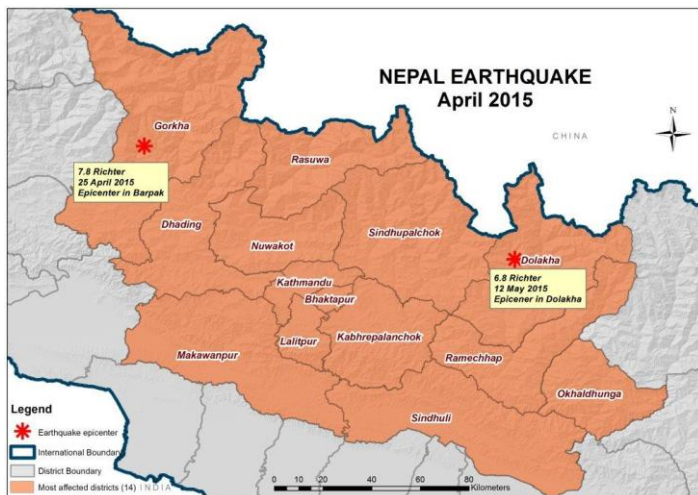 NEPAL EARTHQUAKE
April 2015
N
CHINA
Gorkha
7.8 Richter
25 April 2015
Epicenter in Barpak
Rasuwa
Dhading
Nuwakot
Sindhupalchok
Dolakha
6.8 Richter
12 May 2015
Epicener in Dolakha
Kathmandu
Bhaktapur
Lalitpur
Kabhrepalanchok
Makawanpur
Ramechhap
Okhaldhunga
Sindhuli
Legend
Earthquake epicenter
International Boundary
District Boundary
Most affected districts (14)
INDIA
0 10 20 40 60 80
Kilometers